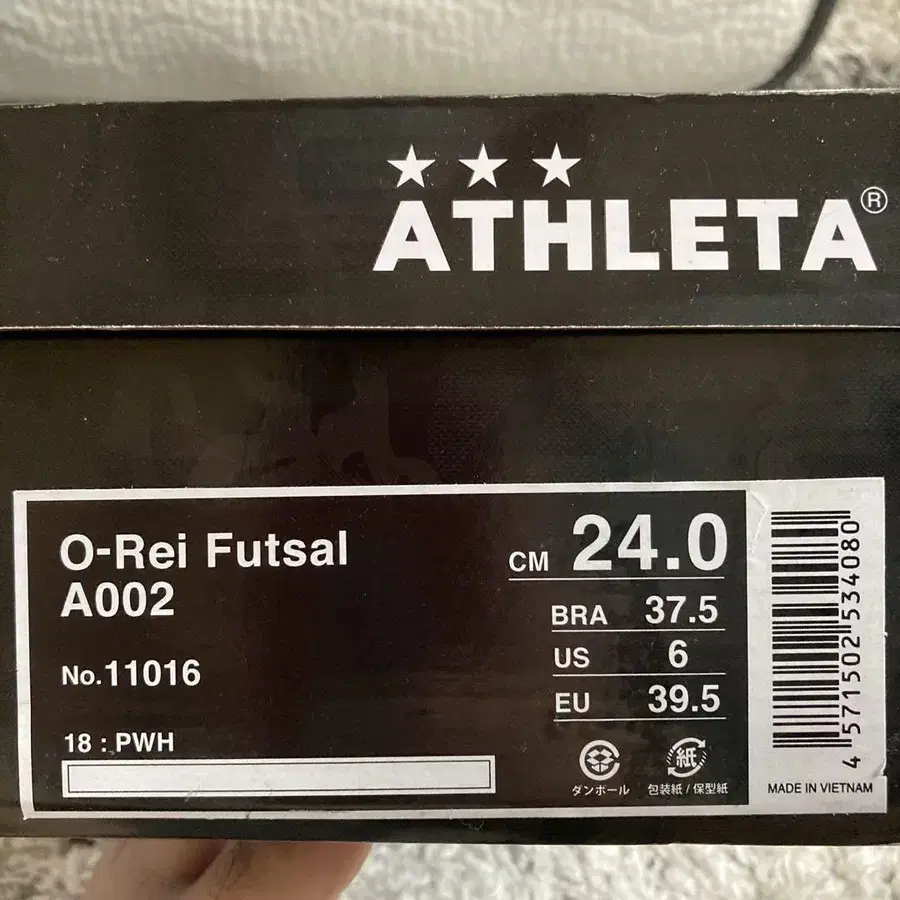 ★★★
ATHLETA®
O-Rei Futsal
A002
No.11016
18 : PWH
CM 24.0
BRA 37.5
US 6
EU 39.5
紙
ダンボール 包装紙 / 保型紙
4 571502 534080
MADE IN VIETNAM